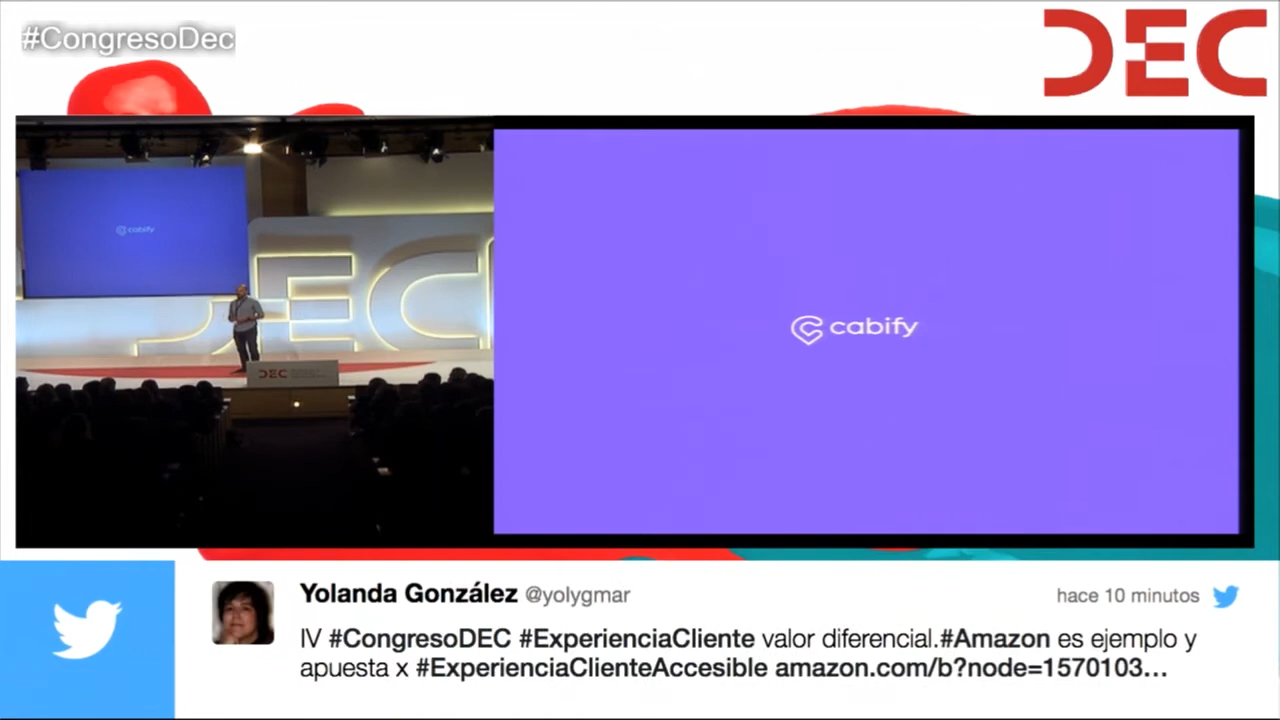 #CongresoDec
DEC
cabify
DEC
DEC
cabify
Yolanda González @yolygmar
hace 10 minutos
IV #CongresoDEC #ExperienciaCliente valor diferencial.#Amazon es ejemplo y
apuesta x #ExperienciaClienteAccesible amazon.com/b?node=1570103...